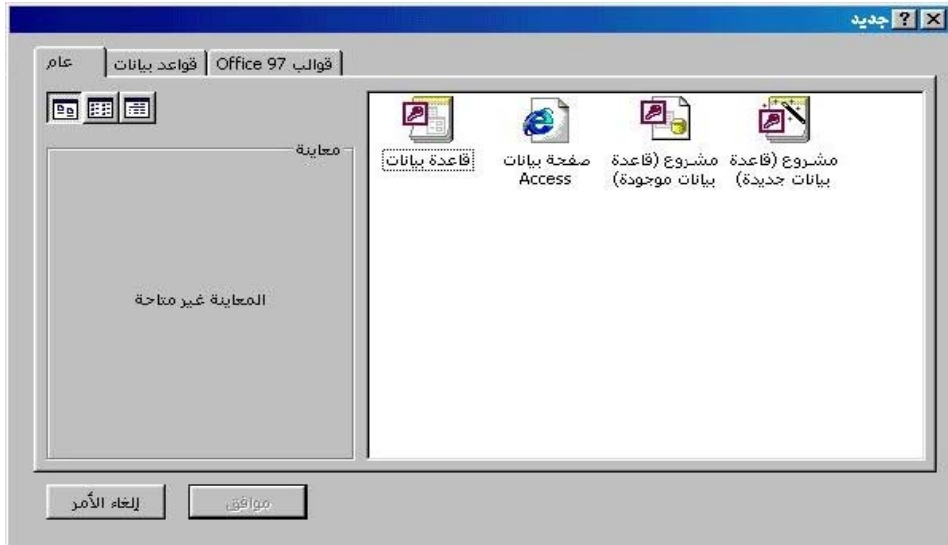 جديد
عام
قواعد بيانات
قوالب Office 97
قاعدة بيانات
صفحة بيانات
Access
مشروع (قاعدة
بيانات موجودة)
مشروع (قاعدة
بيانات جديدة)
معاينة
المعاينة غير متاحة
موافق
إلغاء الأمر